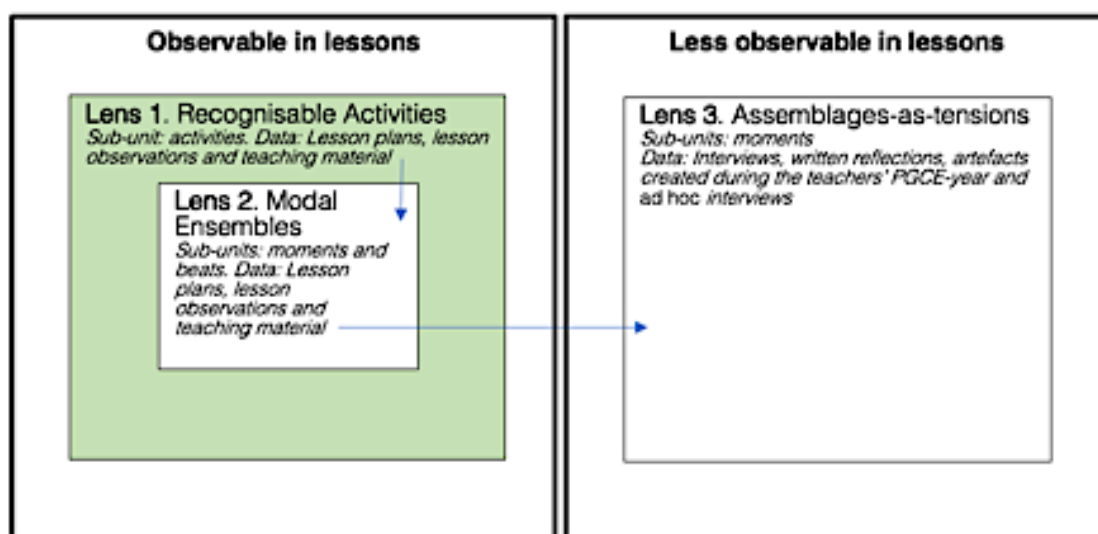 Observable in lessons
Lens 1. Recognisable Activities
Sub-unit: activities. Data: Lesson plans, lesson
observations and teaching material
Lens 2. Modal
Ensembles
Sub-units: moments and
beats. Data: Lesson
plans, lesson
observations and
teaching material
Less observable in lessons
Lens 3. Assemblages-as-tensions
Sub-units: moments
Data: Interviews, written reflections, artefacts
created during the teachers' PGCE-year and
ad hoc interviews